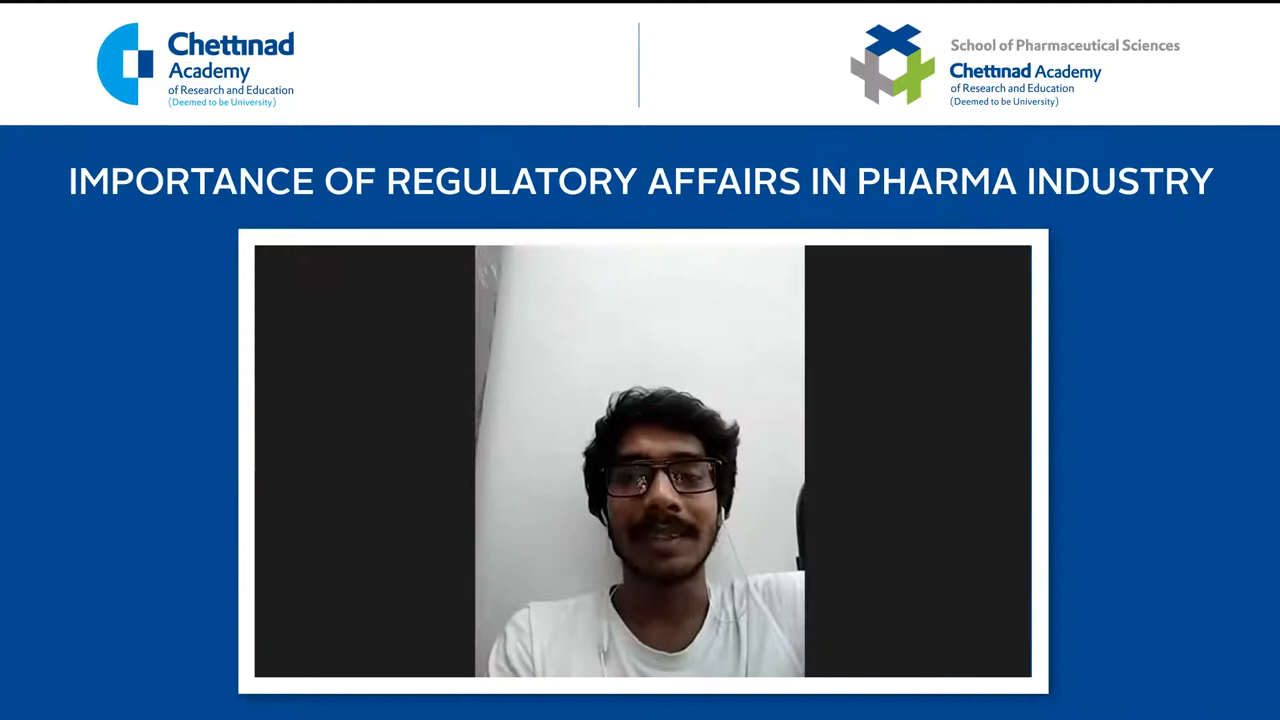 Chettinad
Academy
of Research and Education
(Deemed to be University)
School of Pharmaceutical Sciences
Chettinad Academy
of Research and Education
(Deemed to be University)
IMPORTANCE OF REGULATORY AFFAIRS IN PHARMA INDUSTRY